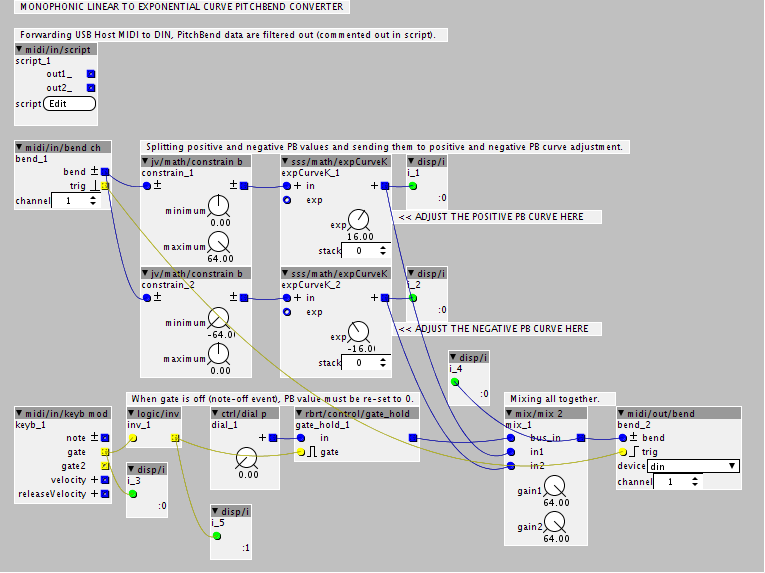 MONOPHONIC LINEAR TO EXPONENTIAL CURVE PITCHBEND CONVERTER
Forwarding USB Host MIDI to DIN, PitchBend data are filtered out (commented out in script).
midi/in/script
script_1
out1_
out2_
script Edit
midi/in/bend ch
bend_1
bend ±
trig
channel 1
Splitting positive and negative PB values and sending them to positive and negative PB curve adjustment.
jv/math/constrain b
constrain_1
± ±
minimum
0.00
maximum
64.00
sss/math/expCurveK
expCurveK_1
+ in +
exp
exp
16.00
stack 0
disp/i
i_1
:0
<< ADJUST THE POSITIVE PB CURVE HERE
jv/math/constrain b
constrain_2
± ±
minimum
-64.0
maximum
0.00
sss/math/expCurveK
expCurveK_2
+ in +
exp
exp
-16.0
stack 0
disp/i
i_2
:0
<< ADJUST THE NEGATIVE PB CURVE HERE
disp/i
i_4
:0
When gate is off (note-off event), PB value must be re-set to 0.
Mixing all together.
midi/in/keyb mod
keyb_1
note ±
gate
gate2
velocity +
releaseVelocity +
logic/inv
inv_1
disp/i
i_3
:0
ctrl/dial p
dial_1
+
0.00
disp/i
i_5
:1
rbrt/control/gate_hold
gate_hold_1
in
gate
mix/mix 2
mix_1
bus_in
in1
in2
gain1
64.00
gain2
64.00
midi/out/bend
bend_2
± bend
trig
device din
channel 1